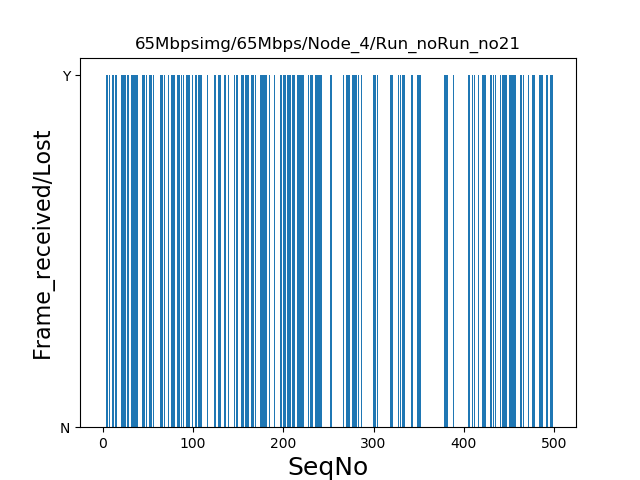 65Mbpsimg/65Mbps/Node_4/Run_noRun_no21
Y
Frame_received/Lost
N
0 100 200 300 400 500
SeqNo